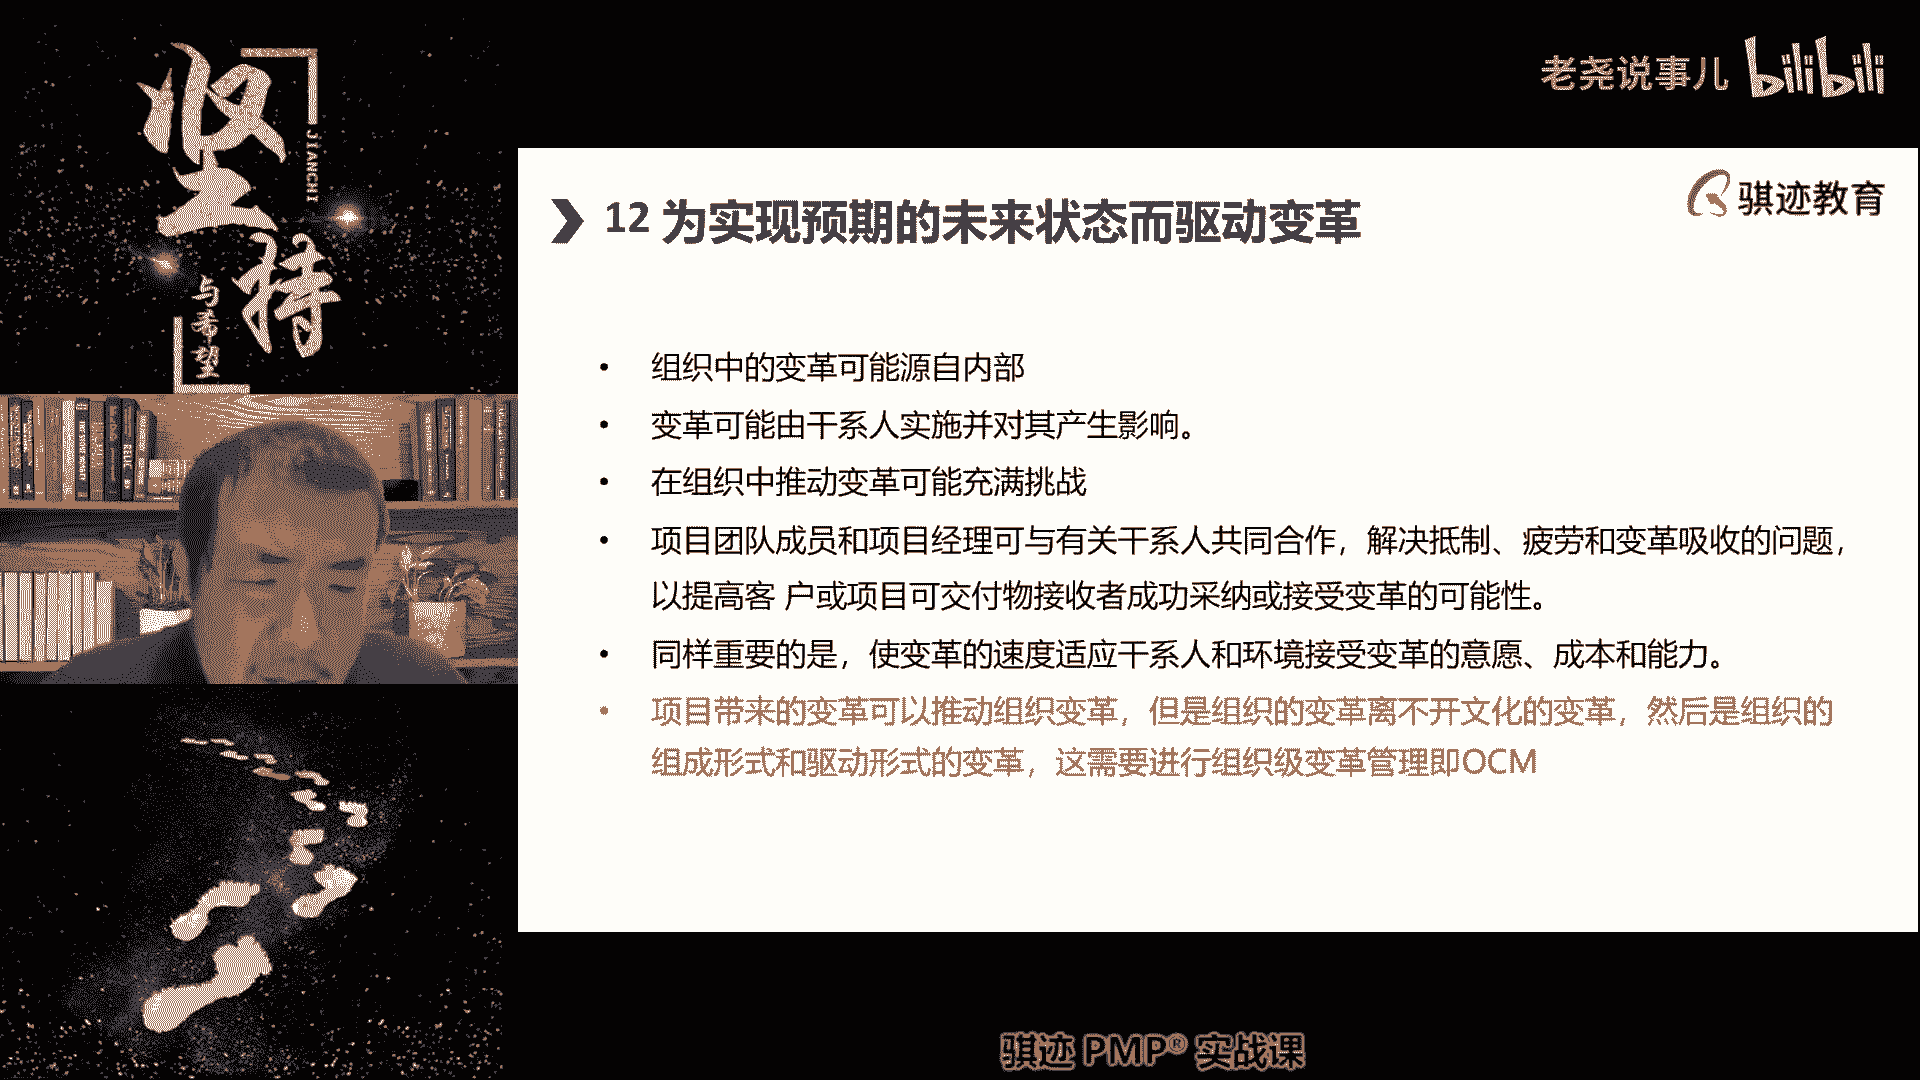 坚持
JIANCHI
与希望
老尧说事儿 bilibili
骐迹教育
12 为实现预期的未来状态而驱动变革
• 组织中的变革可能源自内部
• 变革可能由干系人实施并对其产生影响。
• 在组织中推动变革可能充满挑战
• 项目团队成员和项目经理可与有关干系人共同合作，解决抵制、疲劳和变革吸收的问题，
以提高客 户或项目可交付物接收者成功采纳或接受变革的可能性。
• 同样重要的是，使变革的速度适应干系人和环境接受变革的意愿、成本和能力。
• 项目带来的变革可以推动组织变革，但是组织的变革离不开文化的变革，然后是组织的
组成形式和驱动形式的变革，这需要进行组织级变革管理即OCM
骐迹 PMP® 实战课